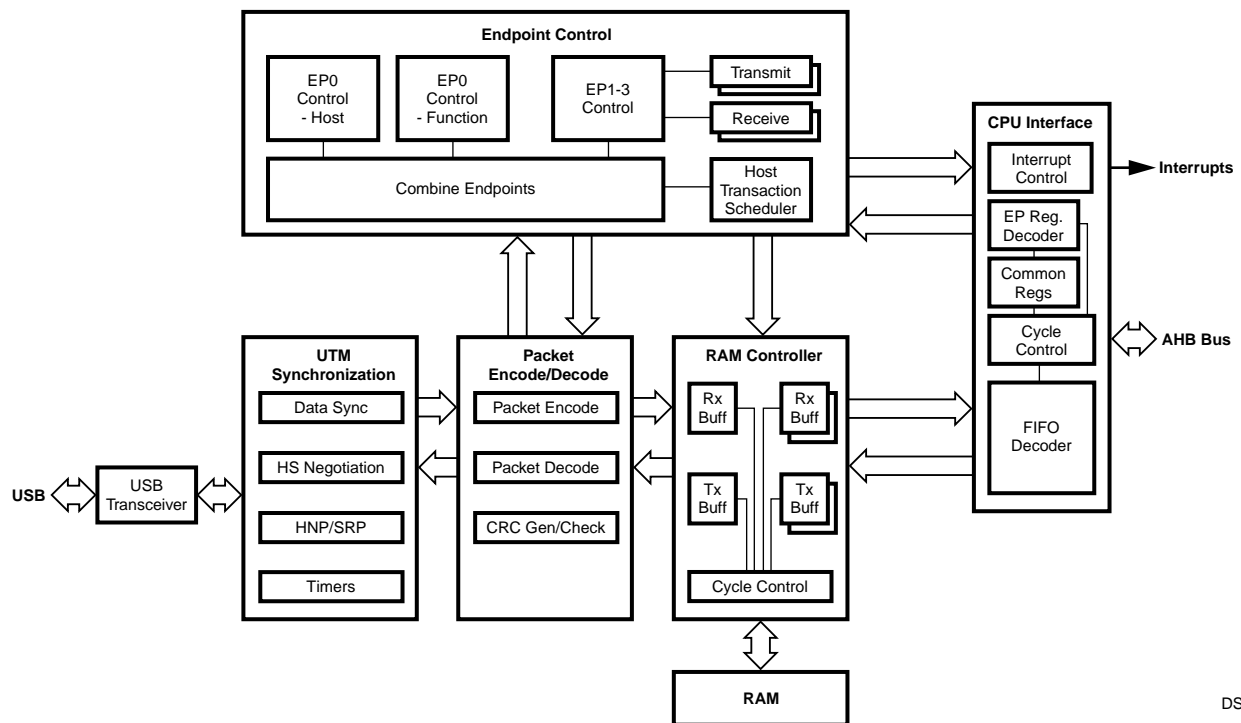 Endpoint Control
EP0
Control
- Host
EP0
Control
- Function
EP1-3
Control
Transmit
Receive
Combine Endpoints
Host
Transaction
Scheduler
CPU Interface
Interrupt
Control
Interrupts
EP Reg.
Decoder
Common
Regs
Cycle
Control
AHB Bus
FIFO
Decoder
UTM
Synchronization
Data Sync
HS Negotiation
HNP/SRP
Timers
Packet
Encode/Decode
Packet Encode
Packet Decode
CRC Gen/Check
RAM Controller
Rx
Buff
Rx
Buff
Tx
Buff
Tx
Buff
Cycle Control
USB
USB
Transceiver
RAM
DS